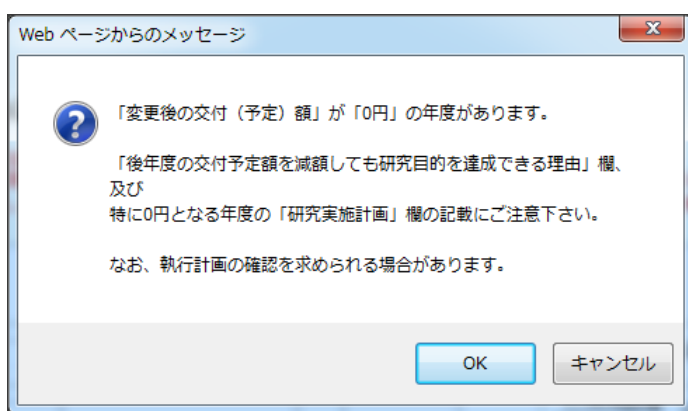 Web ページからのメッセージ
「変更後の交付（予定）額」が「0円」の年度があります。
「後年度の交付予定額を減額しても研究目的を達成できる理由」欄、
及び
特に0円となる年度の「研究実施計画」欄の記載にご注意下さい。
なお、執行計画の確認を求められる場合があります。
OK
キャンセル